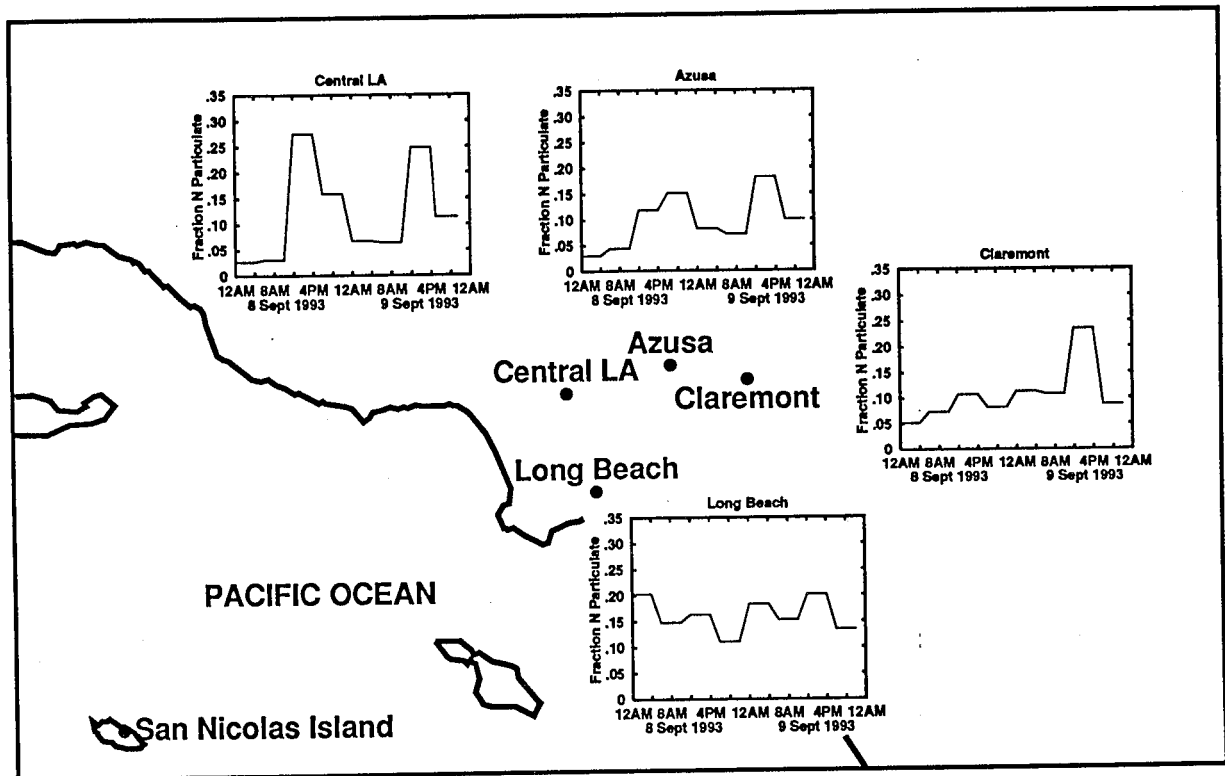 Central LA
Fraction N Particulate
.35
.30
.25
.20
.15
.10
.05
0
12AM 8AM 4PM 12AM 8AM 4PM 12AM
8 Sept 1993 9 Sept 1993
Azusa
Fraction N Particulate
.35
.30
.25
.20
.15
.10
.05
0
12AM 8AM 4PM 12AM 8AM 4PM 12AM
8 Sept 1993 9 Sept 1993
Claremont
Fraction N Particulate
.35
.30
.25
.20
.15
.10
.05
0
12AM 8AM 4PM 12AM 8AM 4PM 12AM
8 Sept 1993 9 Sept 1993
Azusa
Central LA
Claremont
Long Beach
Long Beach
Fraction N Particulate
.35
.30
.25
.20
.15
.10
.05
0
12AM 8AM 4PM 12AM 8AM 4PM 12AM
8 Sept 1993 9 Sept 1993
PACIFIC OCEAN
San Nicolas Island